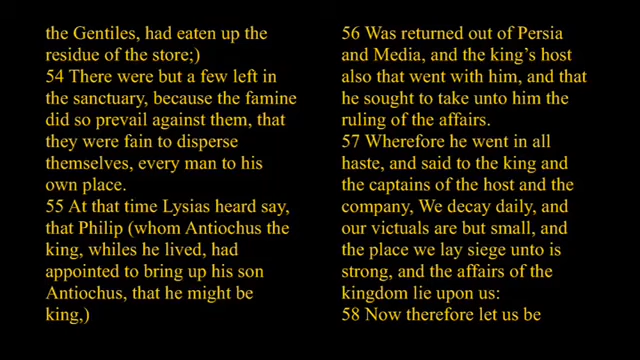 the Gentiles, had eaten up the
residue of the store;)
54 There were but a few left in
the sanctuary, because the famine
did so prevail against them, that
they were fain to disperse
themselves, every man to his
own place.
55 At that time Lysias heard say,
that Philip (whom Antiochus the
king, whiles he lived, had
appointed to bring up his son
Antiochus, that he might be
king,)
56 Was returned out of Persia
and Media, and the king’s host
also that went with him, and that
he sought to take unto him the
ruling of the affairs.
57 Wherefore he went in all
haste, and said to the king and
the captains of the host and the
company, We decay daily, and
our victuals are but small, and
the place we lay siege unto is
strong, and the affairs of the
kingdom lie upon us:
58 Now therefore let us be